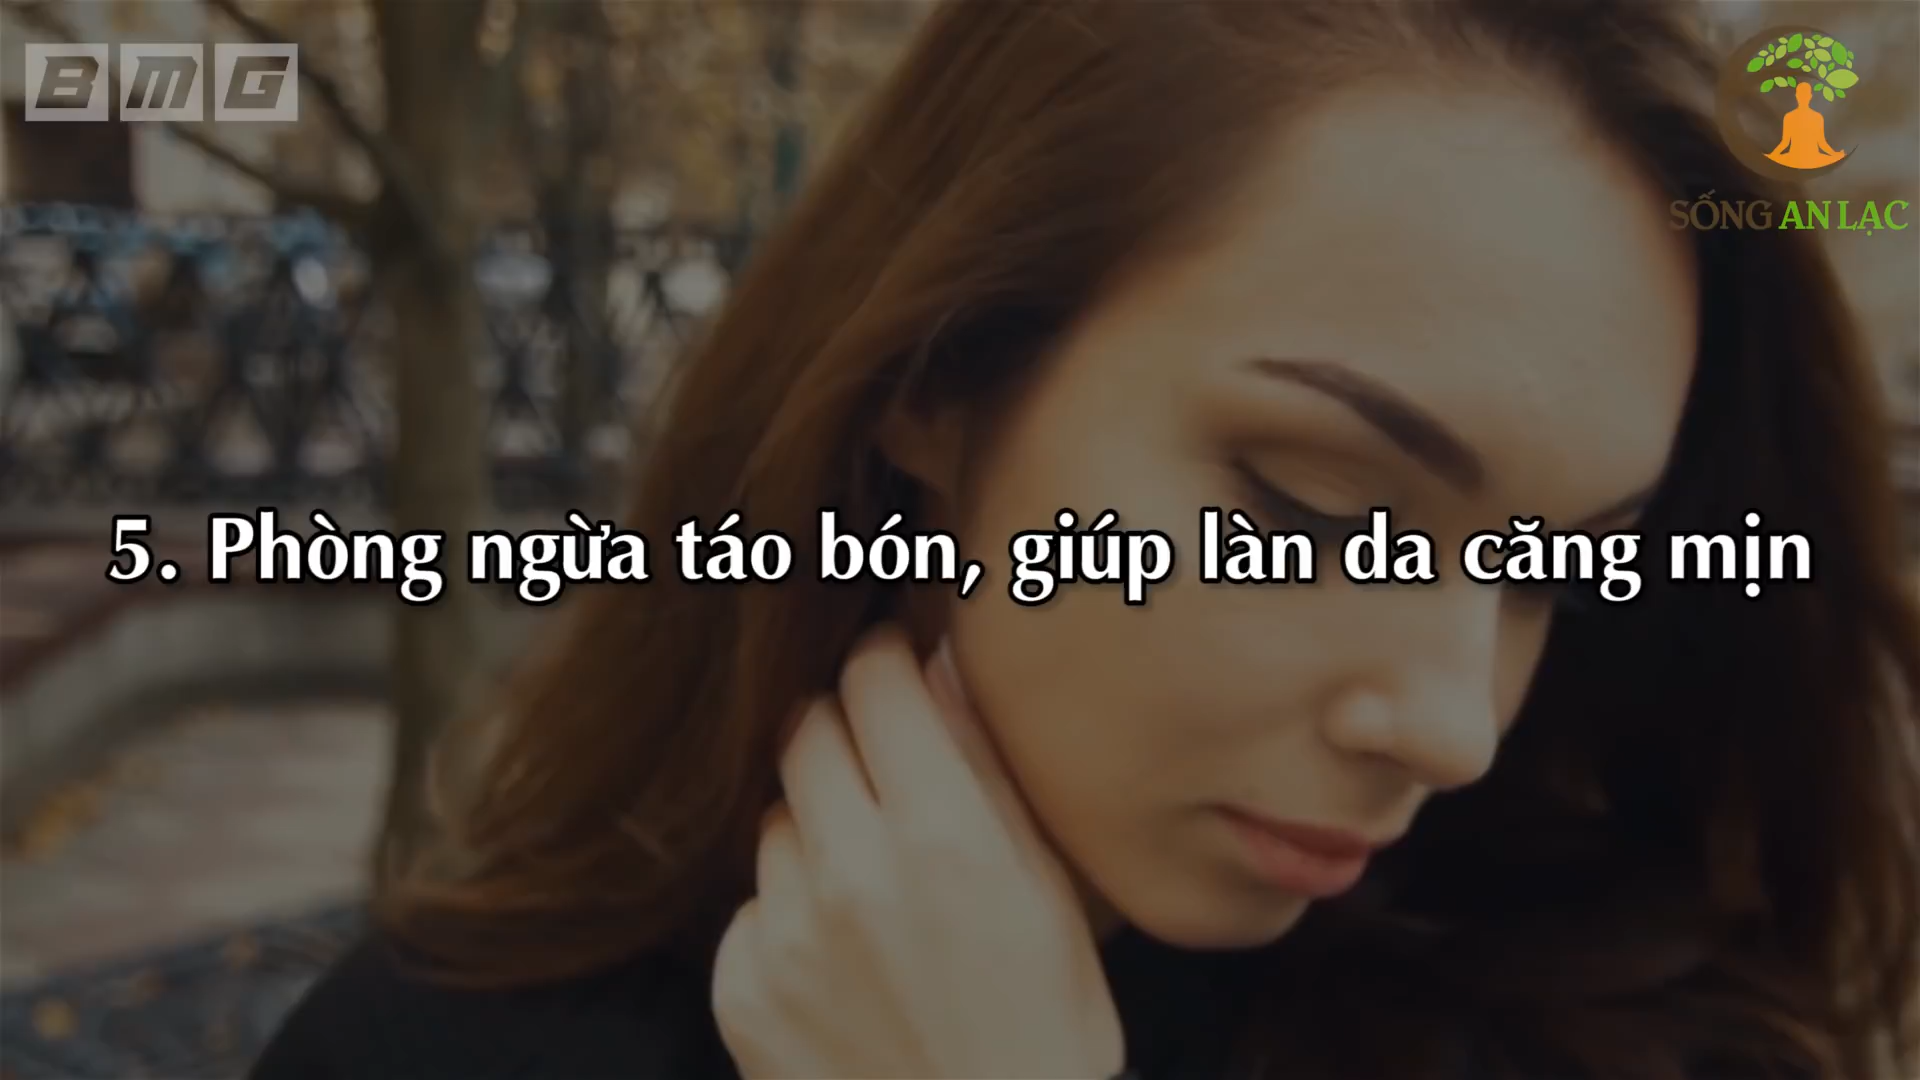 BMG
SỐNG AN LẠC
5. Phòng ngừa táo bón, giúp làn da căng mịn